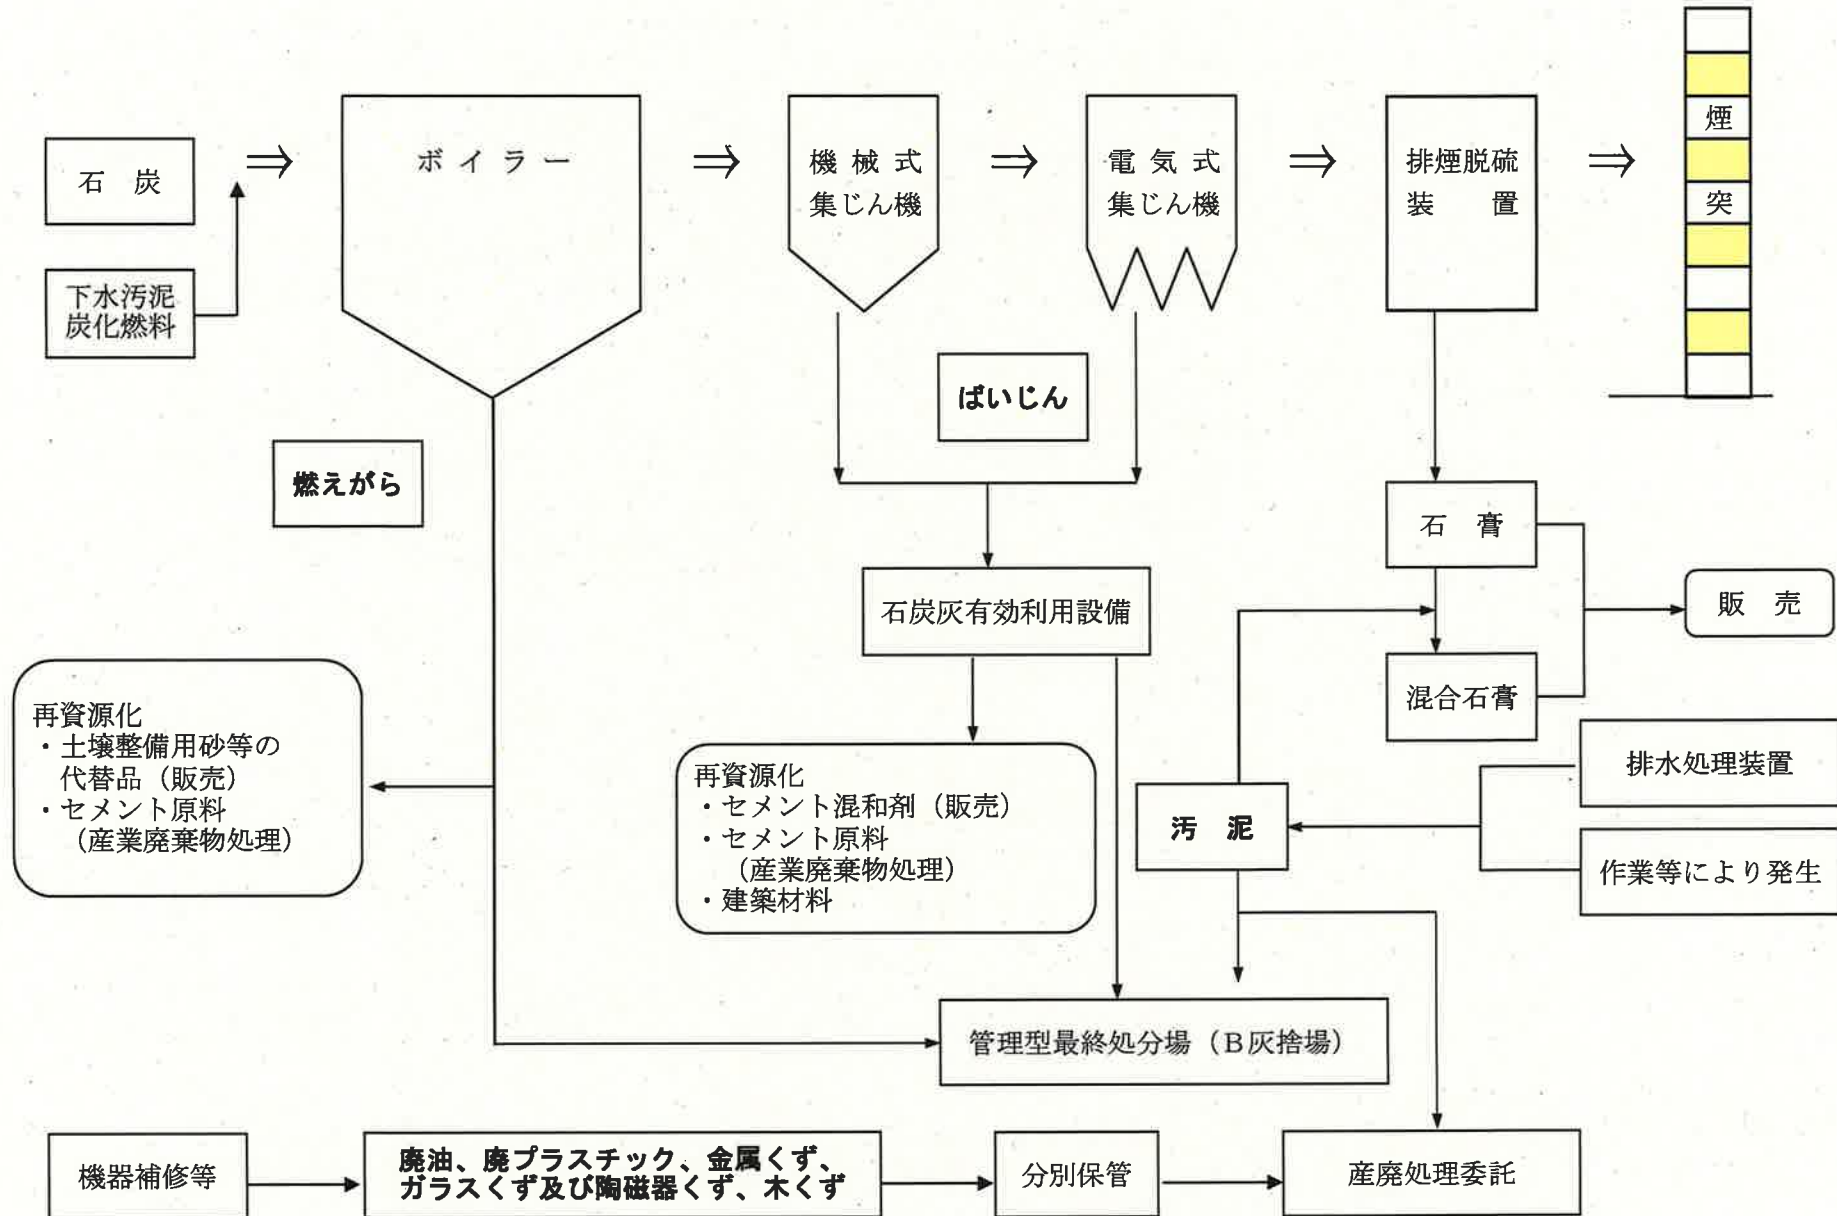 石 炭
下水汚泥
炭化燃料
ボ イ ラ ー
機 械 式
集じん機
電 気 式
集じん機
排煙脱硫
装 置
煙
突
ばいじん
燃えがら
石 膏
石炭灰有効利用設備
販 売
混合石膏
再資源化
・土壌整備用砂等の
代替品（販売）
・セメント原料
（産業廃棄物処理）
再資源化
・セメント混和剤（販売）
・セメント原料
（産業廃棄物処理）
・建築材料
汚 泥
排水処理装置
作業等により発生
管理型最終処分場（Ｂ灰捨場）
機器補修等
廃油、廃プラスチック、金属くず、
ガラスくず及び陶磁器くず、木くず
分別保管
産廃処理委託